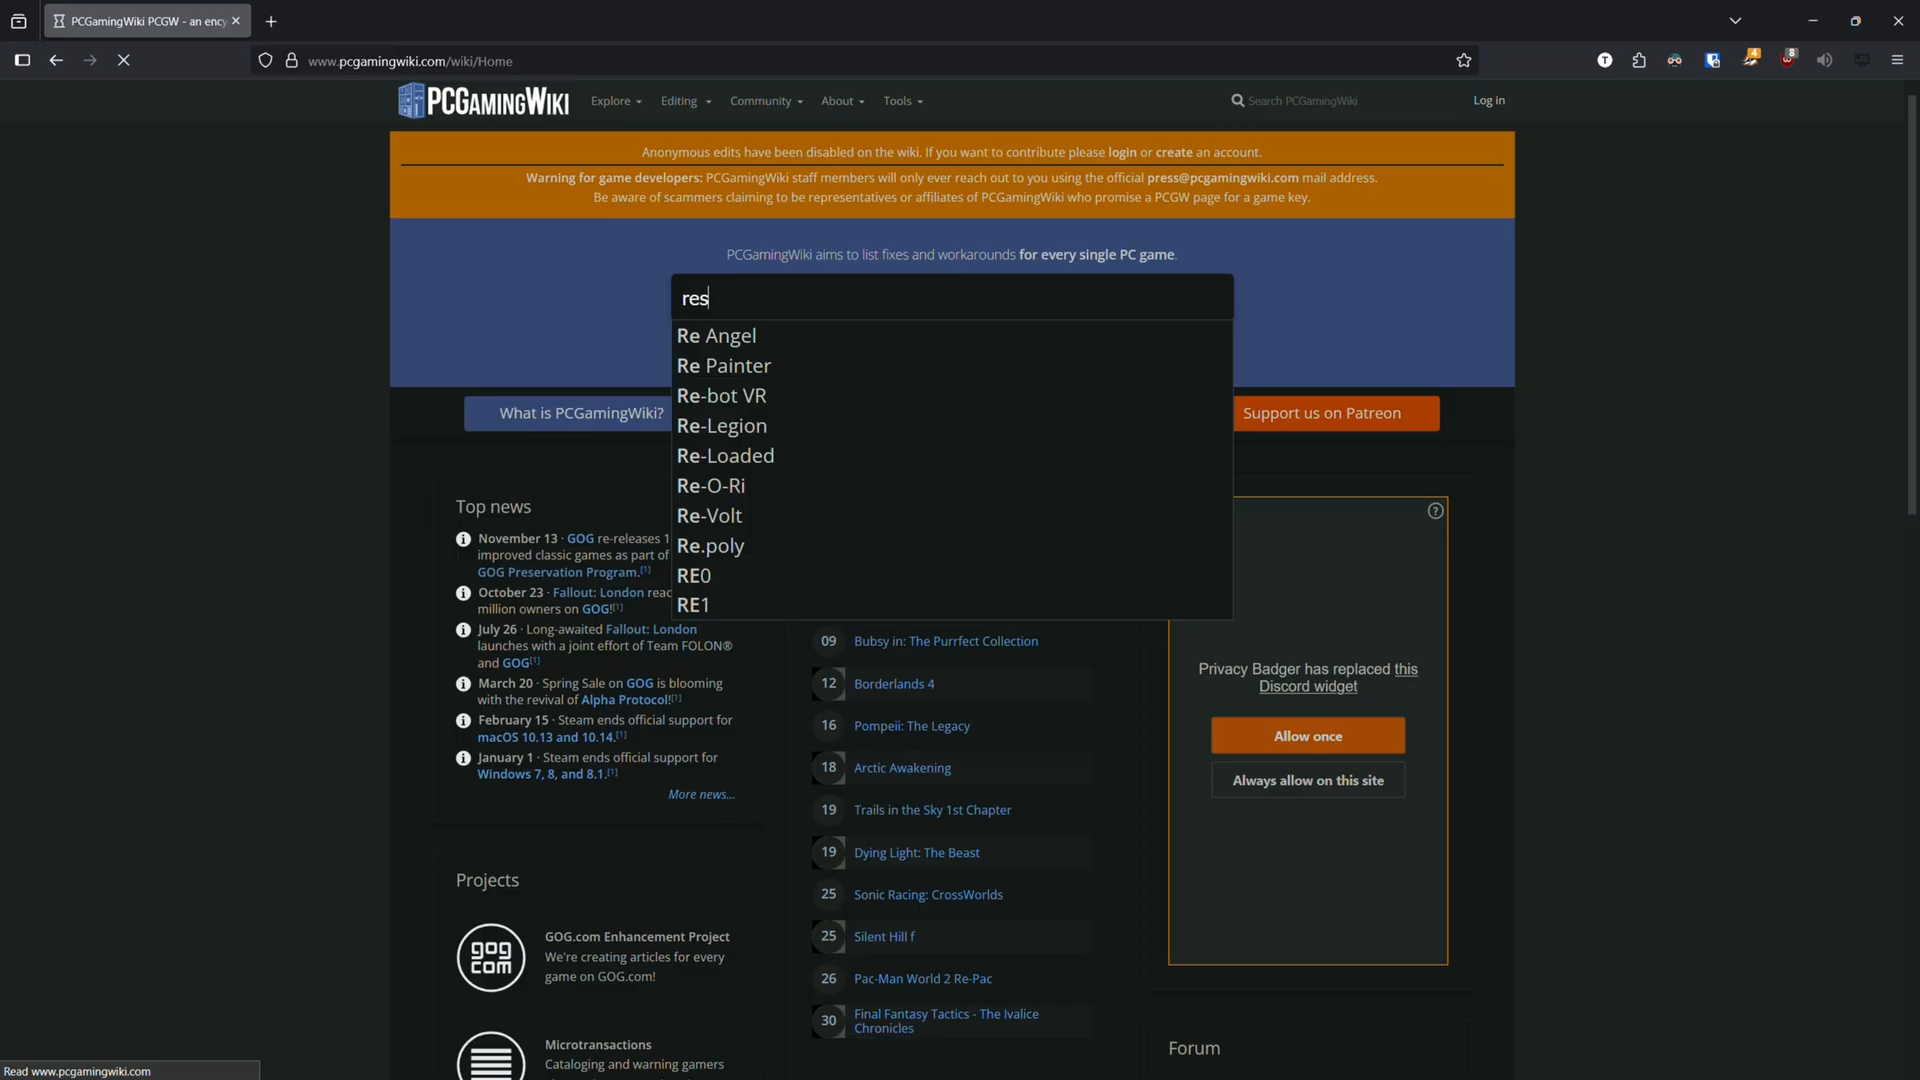 PCGamingWiki PCGW - an ency
www.pcgamingwiki.com/wiki/Home
4
8
T
PCGamingWiki
Explore
Editing
Community
About
Tools
Search PCGamingWiki
Log in
Anonymous edits have been disabled on the wiki. If you want to contribute please login or create an account.
Warning for game developers: PCGamingWiki staff members will only ever reach out to you using the official press@pcgamingwiki.com mail address.
Be aware of scammers claiming to be representatives or affiliates of PCGamingWiki who promise a PCGW page for a game key.
PCGamingWiki aims to list fixes and workarounds for every single PC game.
res
Re Angel
Re Painter
Re-bot VR
Re-Legion
Re-Loaded
Re-O-Ri
Re-Volt
Re.poly
RE0
RE1
What is PCGamingWiki?
Support us on Patreon
Top news
November 13 · GOG re-releases 1
improved classic games as part of
GOG Preservation Program.[1]
October 23 · Fallout: London reac
million owners on GOG![1]
July 26 · Long-awaited Fallout: London
launches with a joint effort of Team FOLON®
and GOG[1]
March 20 · Spring Sale on GOG is blooming
with the revival of Alpha Protocol![1]
February 15 · Steam ends official support for
macOS 10.13 and 10.14.[1]
January 1 · Steam ends official support for
Windows 7, 8, and 8.1.[1]
More news...
Projects
gog
com
GOG.com Enhancement Project
We're creating articles for every
game on GOG.com!
Microtransactions
Cataloging and warning gamers
09 Bubsy in: The Purrfect Collection
12 Borderlands 4
16 Pompeii: The Legacy
18 Arctic Awakening
19 Trails in the Sky 1st Chapter
19 Dying Light: The Beast
25 Sonic Racing: CrossWorlds
25 Silent Hill f
26 Pac-Man World 2 Re-Pac
30 Final Fantasy Tactics - The Ivalice
Chronicles
?
Privacy Badger has replaced this
Discord widget
Allow once
Always allow on this site
Forum
Read www.pcgamingwiki.com